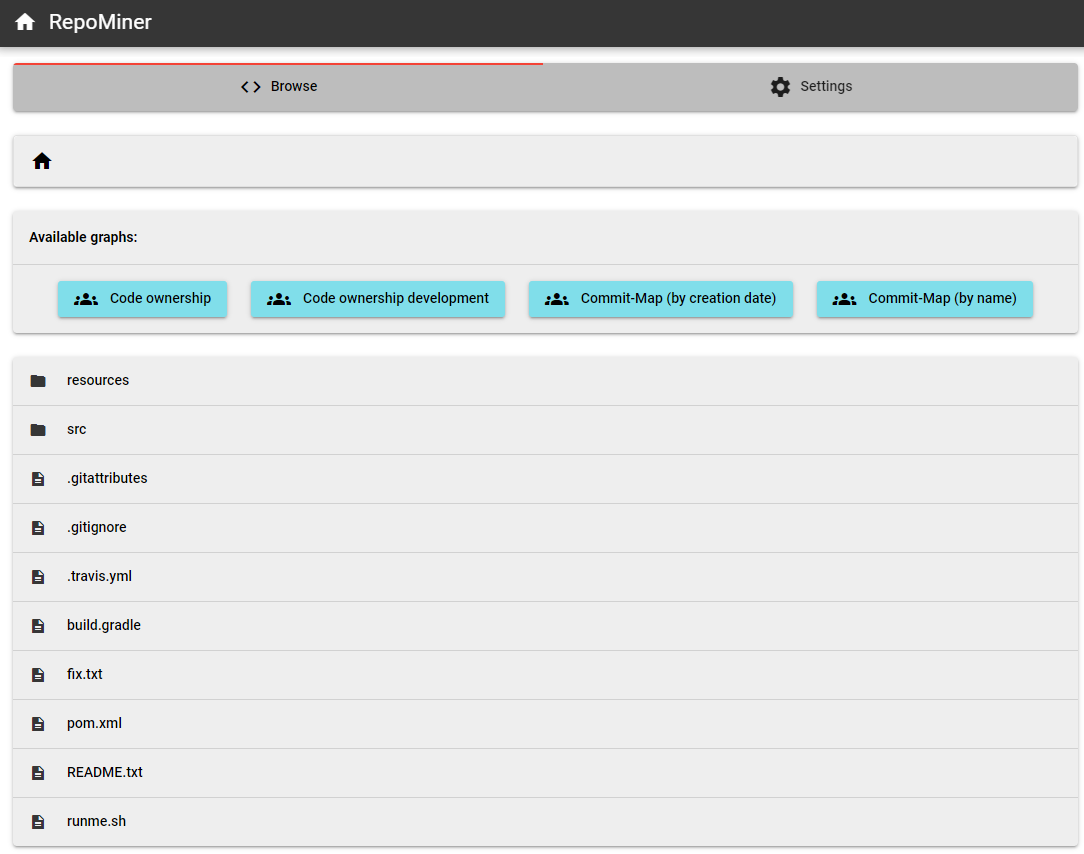 RepoMiner
Browse Settings
Available graphs:
Code ownership Code ownership development Commit-Map (by creation date) Commit-Map (by name)
resources
src
.gitattributes
.gitignore
.travis.yml
build.gradle
fix.txt
pom.xml
README.txt
runme.sh